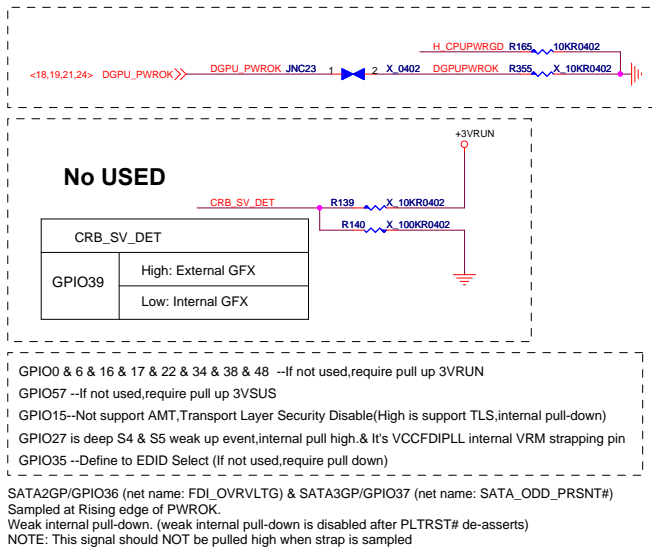 H_CPUPWRGD R165 10KR0402
<18,19,21,24> DGPU_PWROK DGPU_PWROK JNC23 1 2 X_0402 DGPUPWROK R355 X_10KR0402
+3VRUN
No USED
CRB_SV_DET R139 X_10KR0402
R140 X_100KR0402
CRB_SV_DET
GPIO39 High: External GFX
Low: Internal GFX
GPIO0 & 6 & 16 & 17 & 22 & 34 & 38 & 48 --If not used,require pull up 3VRUN
GPIO57 --If not used,require pull up 3VSUS
GPIO15--Not support AMT,Transport Layer Security Disable(High is support TLS,internal pull-down)
GPIO27 is deep S4 & S5 weak up event,internal pull high.& It's VCCFDIPLL internal VRM strapping pin
GPIO35 --Define to EDID Select (If not used,require pull down)
SATA2GP/GPIO36 (net name: FDI_OVRVLTG) & SATA3GP/GPIO37 (net name: SATA_ODD_PRSNT#)
Sampled at Rising edge of PWROK.
Weak internal pull-down. (weak internal pull-down is disabled after PLTRST# de-asserts)
NOTE: This signal should NOT be pulled high when strap is sampled